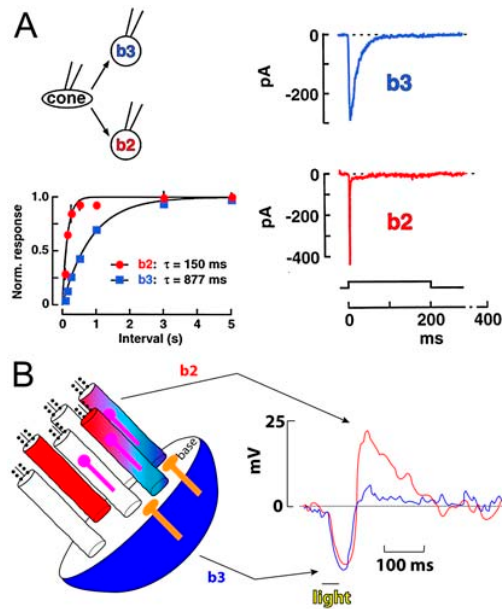 A
b3
cone
b2
pA
0
-200
b3
pA
0
-200
-400
b2
0
200
400
ms
Norm. response
1.0
0.5
0
b2: τ = 150 ms
b3: τ = 877 ms
0
1
2
3
4
5
Interval (s)
B
b2
base
b3
25
mV
0
100 ms
light